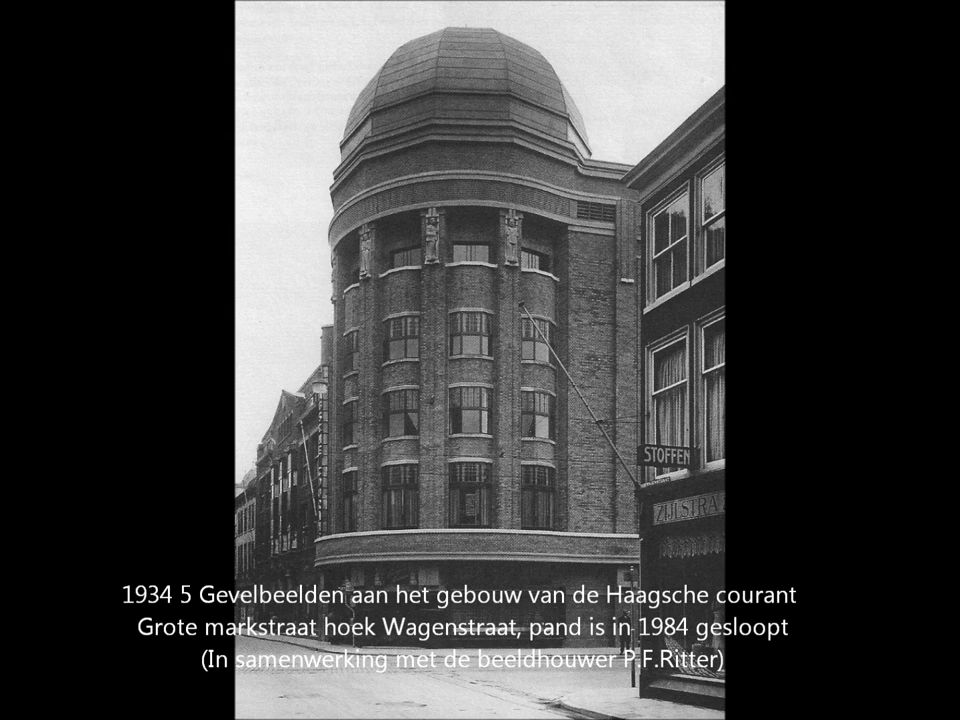 STOFFEN
ZIJLSTRA
1934 5 Gevelbeelden aan het gebouw van de Haagsche courant
Grote markstraat hoek Wagenstraat, pand is in 1984 gesloopt
(In samenwerking met de beeldhouwer P.F.Ritter)